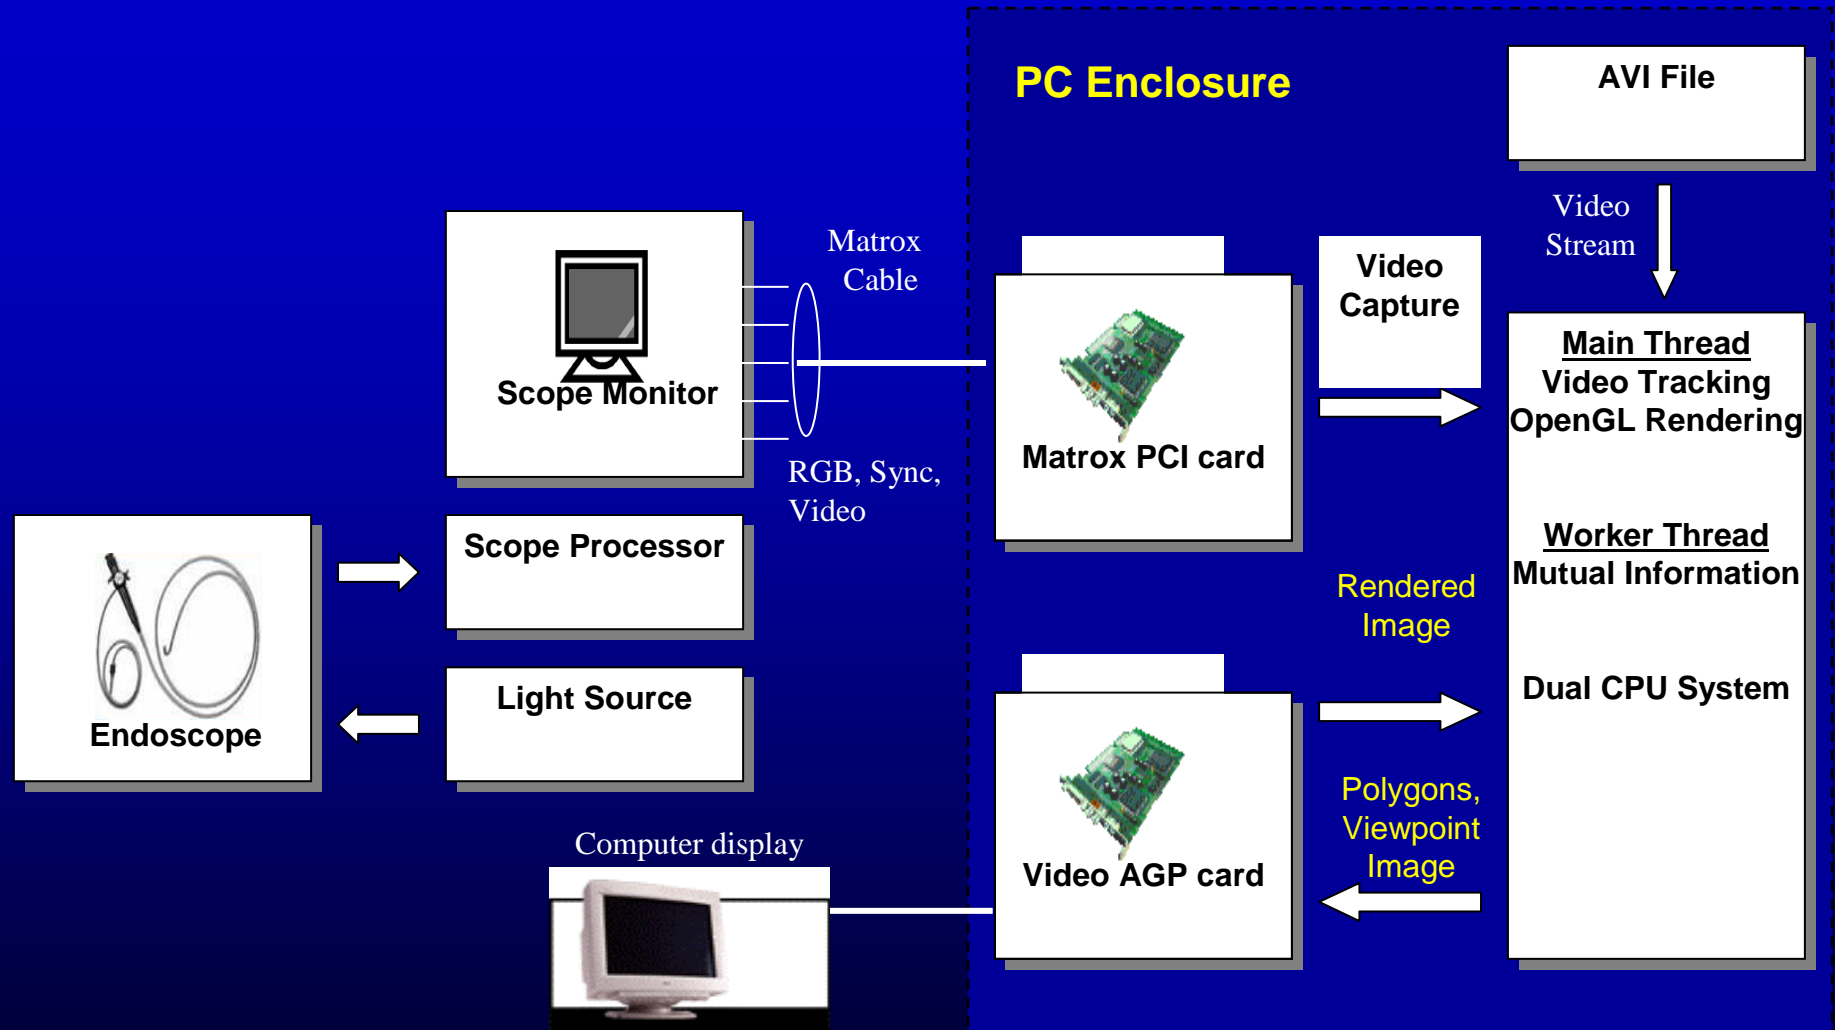 PC Enclosure
AVI File
Video
Stream
Matrox
Cable
Video
Capture
Scope Monitor
RGB, Sync,
Video
Matrox PCI card
Main Thread
Video Tracking
OpenGL Rendering
Worker Thread
Mutual Information
Dual CPU System
Scope Processor
Light Source
Endoscope
Rendered
Image
Polygons,
Viewpoint
Image
Video AGP card
Computer display